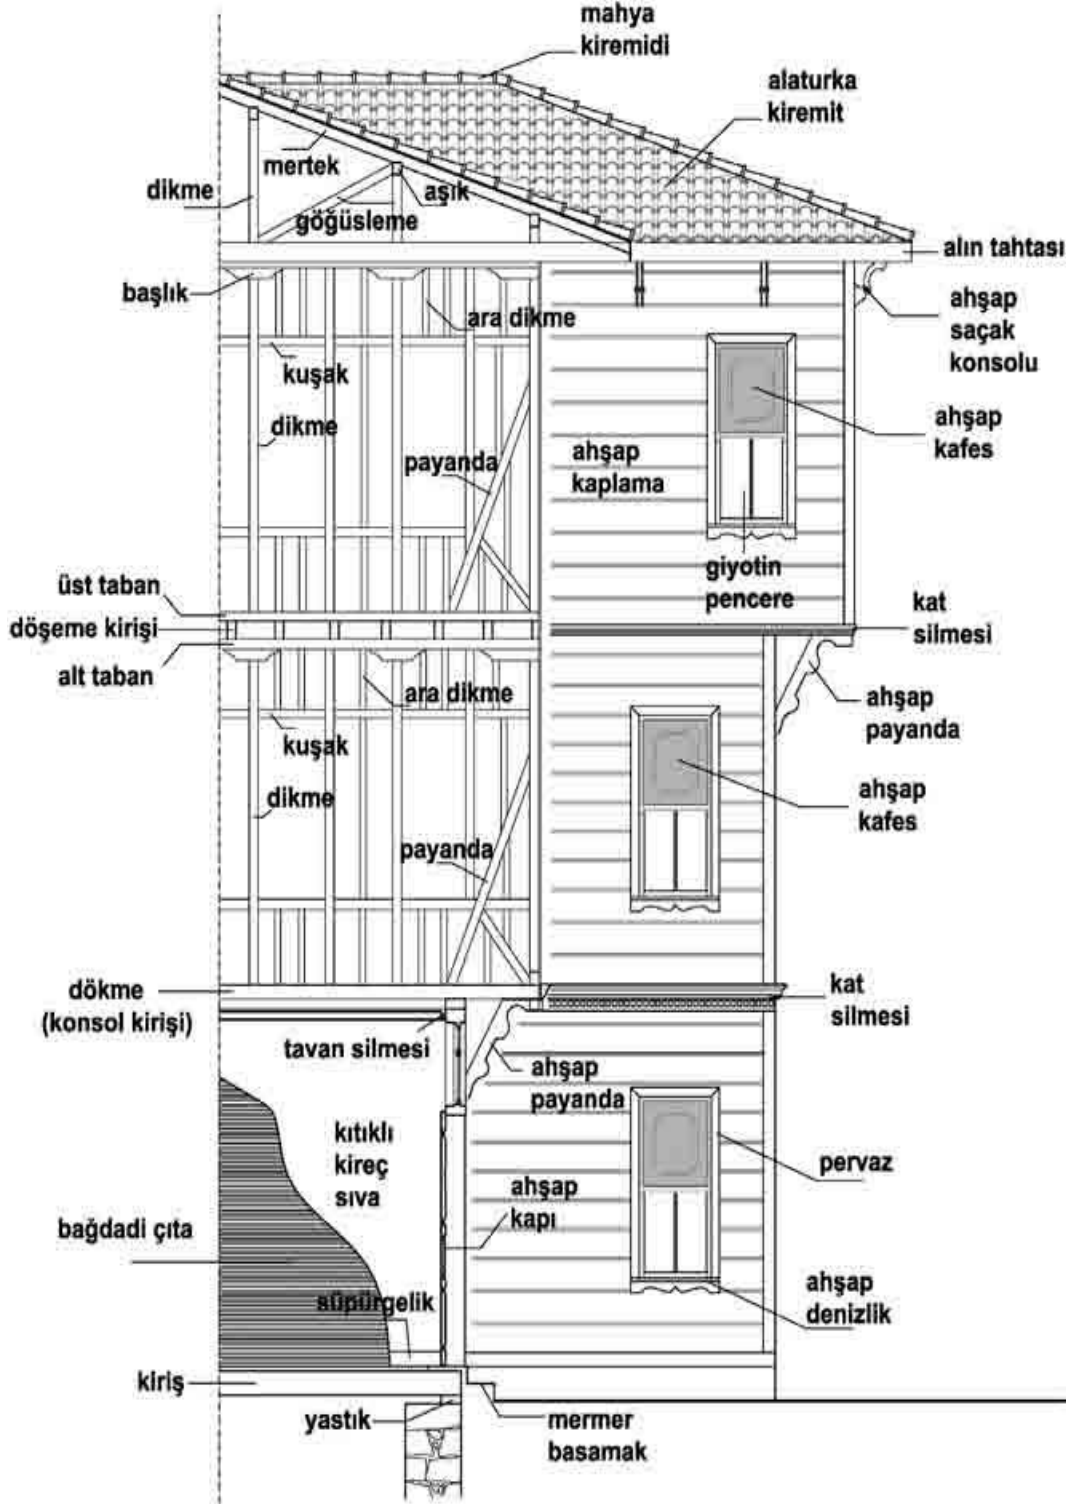 mahya
kiremidi
alaturka
kiremit
mertek
dikme
aşık
göğüsleme
alın tahtası
başlık
ara dikme
ahşap
saçak
konsolu
kuşak
dikme
ahşap
kafes
payanda
ahşap
kaplama
giyotin
pencere
üst taban
döşeme kirişi
alt taban
kat
silmesi
ara dikme
ahşap
payanda
kuşak
dikme
ahşap
kafes
payanda
dökme
(konsol kirişi)
kat
silmesi
tavan silmesi
ahşap
payanda
kıtıklı
kireç
sıva
pervaz
ahşap
kapı
bağdadi çıta
süpürgelik
ahşap
denizlik
kiriş
yastık
mermer
basamak